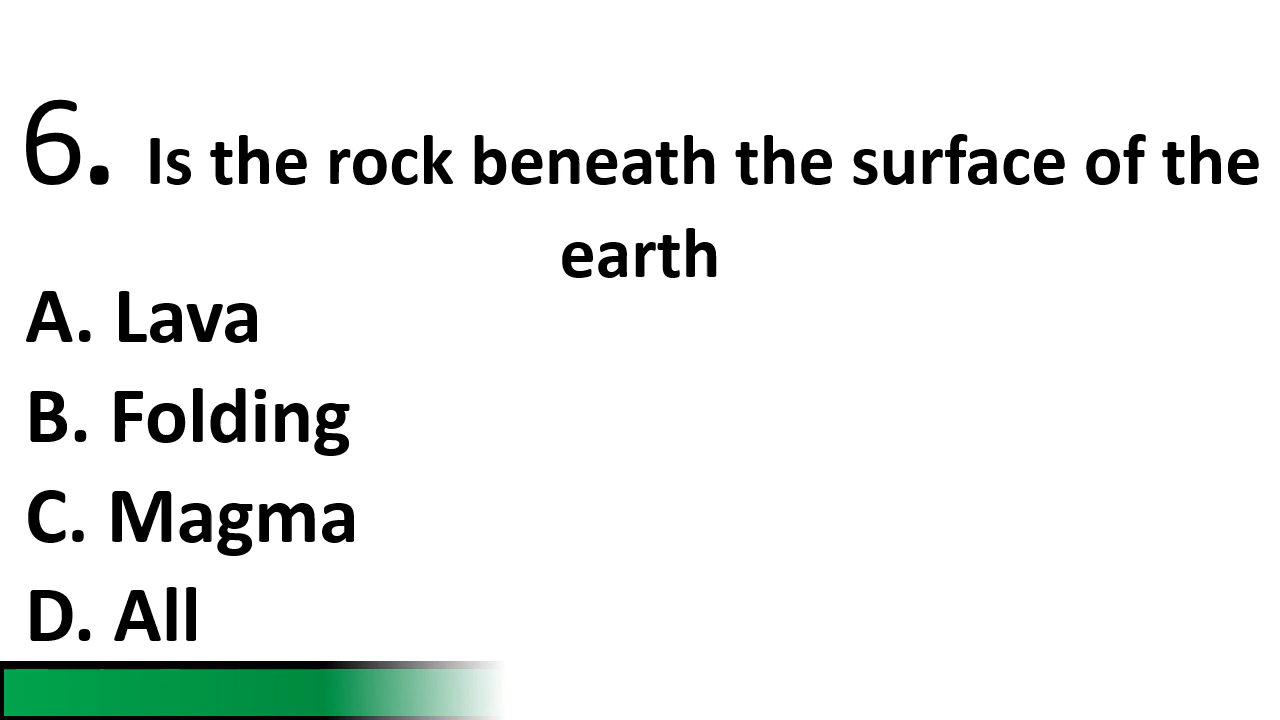 6. Is the rock beneath the surface of the
earth
A. Lava
B. Folding
C. Magma
D. All